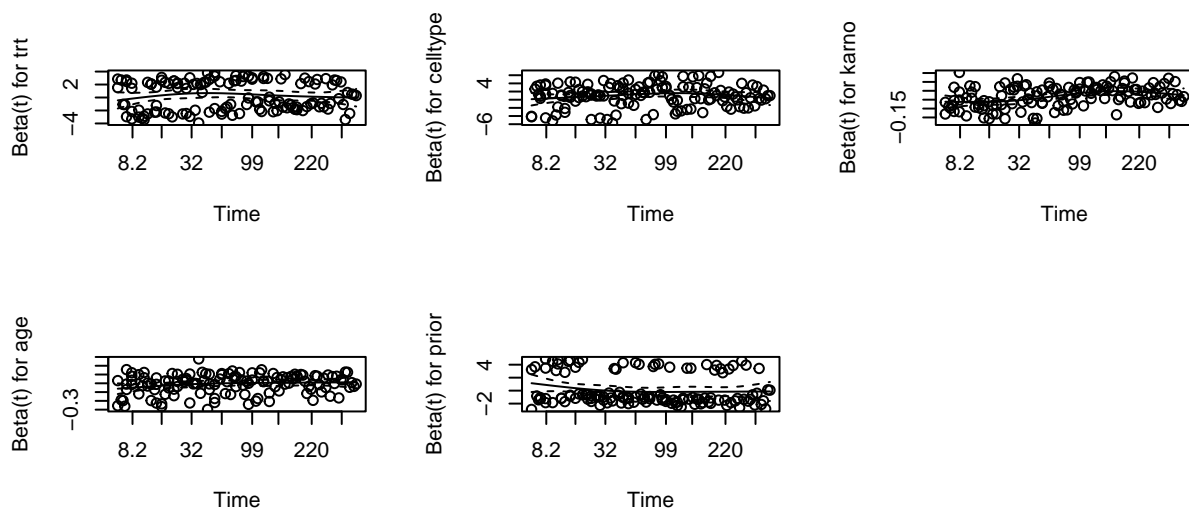 Beta(t) for trt
2
−4
8.2 32 99 220
Time
Beta(t) for celltype
4
−6
8.2 32 99 220
Time
Beta(t) for karno
−0.15
8.2 32 99 220
Time
Beta(t) for age
−0.3
8.2 32 99 220
Time
Beta(t) for prior
4
−2
8.2 32 99 220
Time